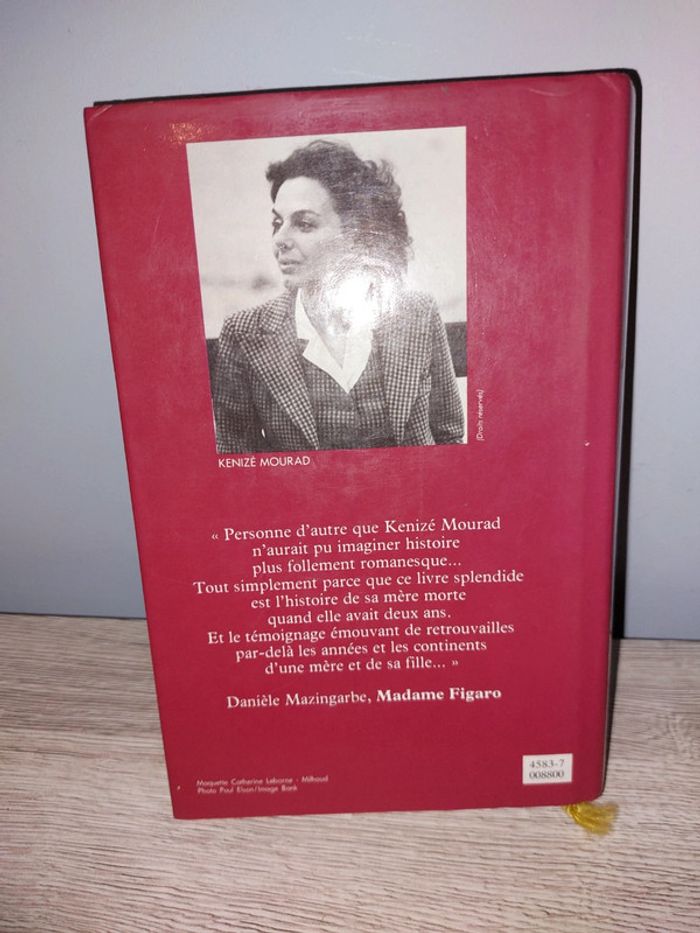 (Droits réservés)
KENIZÉ MOURAD
« Personne d'autre que Kenizé Mourad
n'aurait pu imaginer histoire
plus follement romanesque...
Tout simplement parce que ce livre splendide
est l'histoire de sa mère morte
quand elle avait deux ans.
Et le témoignage émouvant de retrouvailles
par-delà les années et les continents
d'une mère et de sa fille... »
Danièle Mazingarbe, Madame Figaro
4583-7
008800
Maquette Catherine Leborne - Milhoud
Photo Paul Elson/Image Bank